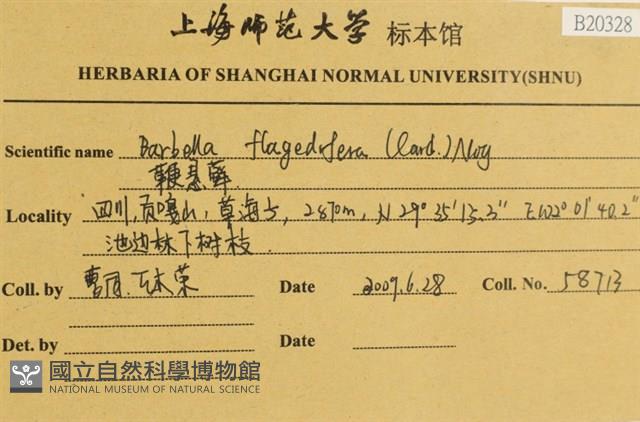 上海师范大学 标本馆
B20328
HERBARIA OF SHANGHAI NORMAL UNIVERSITY(SHNU)
Scientific name Barbella flagellifera (Card.) Nog
鞭悬藓
Locality 四川,贡嘎山,草海子, 2870m, N 29° 35' 15.3" E102° 01' 40.2"
池边林下树枝.
Coll. by 曹同. 王木荣 Date 2009.6.28 Coll. No. 58713
Det. by Date
國立自然科學博物館
NATIONAL MUSEUM OF NATURAL SCIENCE